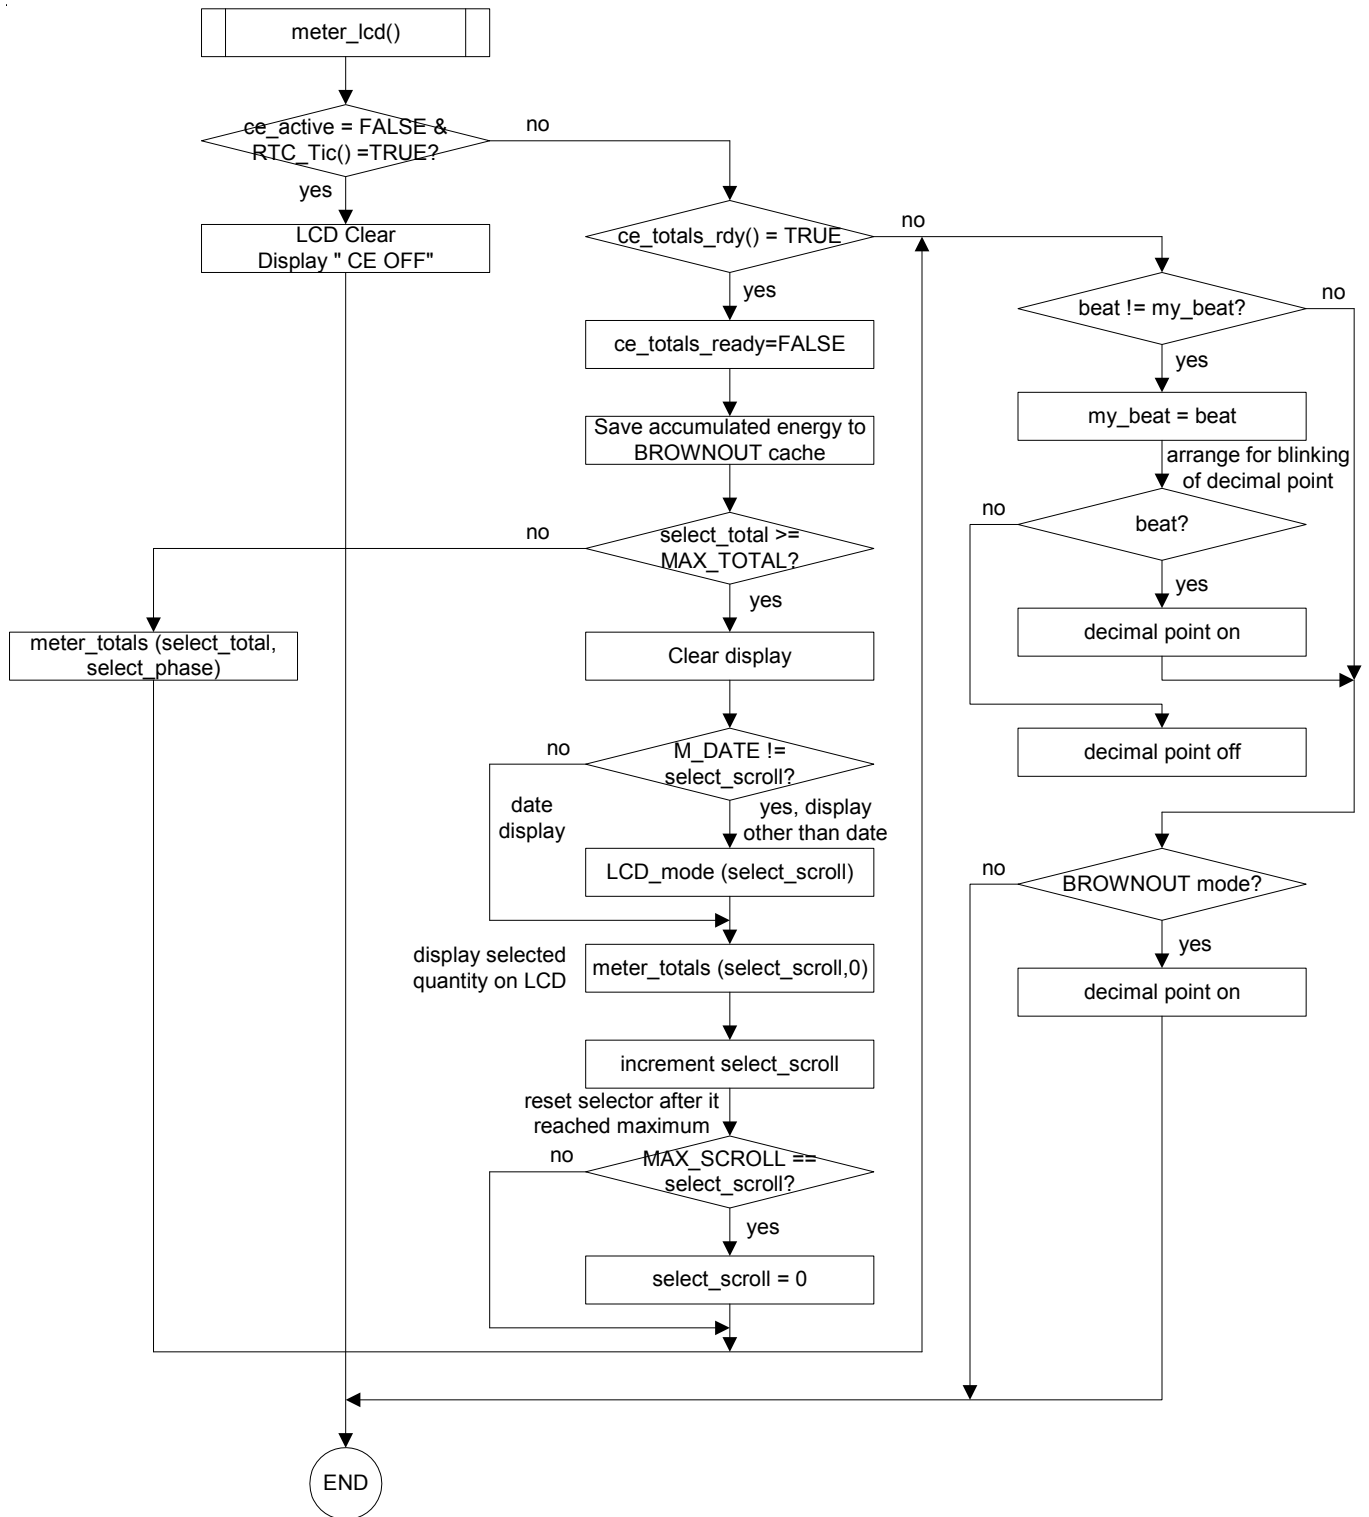 meter_lcd()
ce_active = FALSE &
RTC_Tic() =TRUE?
no
yes
LCD Clear
Display " CE OFF"
ce_totals_rdy() = TRUE
no
yes
ce_totals_ready=FALSE
Save accumulated energy to
BROWNOUT cache
select_total >=
MAX_TOTAL?
no
yes
meter_totals (select_total,
select_phase)
Clear display
M_DATE !=
select_scroll?
no
date
display
yes, display
other than date
LCD_mode (select_scroll)
display selected
quantity on LCD
meter_totals (select_scroll,0)
increment select_scroll
reset selector after it
reached maximum
MAX_SCROLL ==
select_scroll?
no
yes
select_scroll = 0
beat != my_beat?
no
yes
my_beat = beat
arrange for blinking
of decimal point
beat?
no
yes
decimal point on
decimal point off
BROWNOUT mode?
no
yes
decimal point on
END